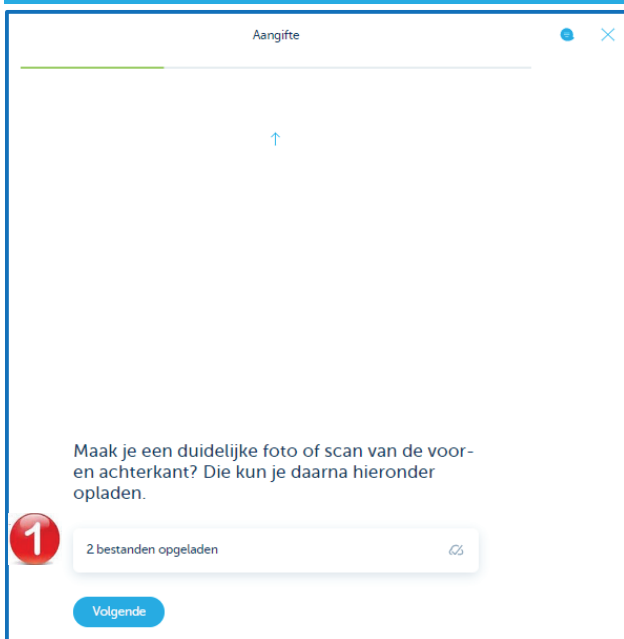 Aangifte
Maak je een duidelijke foto of scan van de voor-
en achterkant? Die kun je daarna hieronder
opladen.
1
2 bestanden opgeladen
Volgende